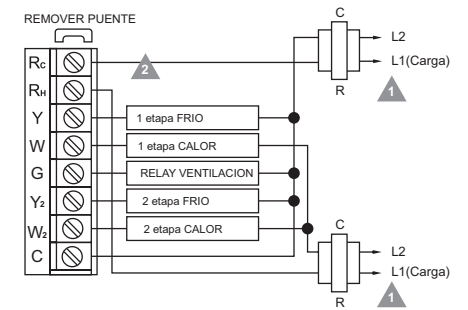 REMOVER PUENTE
C
L2
Rc
2
L1(Carga)
RH
R
1
Y
1 etapa FRIO
W
1 etapa CALOR
G
RELAY VENTILACION
Y2
2 etapa FRIO
W2
2 etapa CALOR
C
C
L2
L1(Carga)
R
1